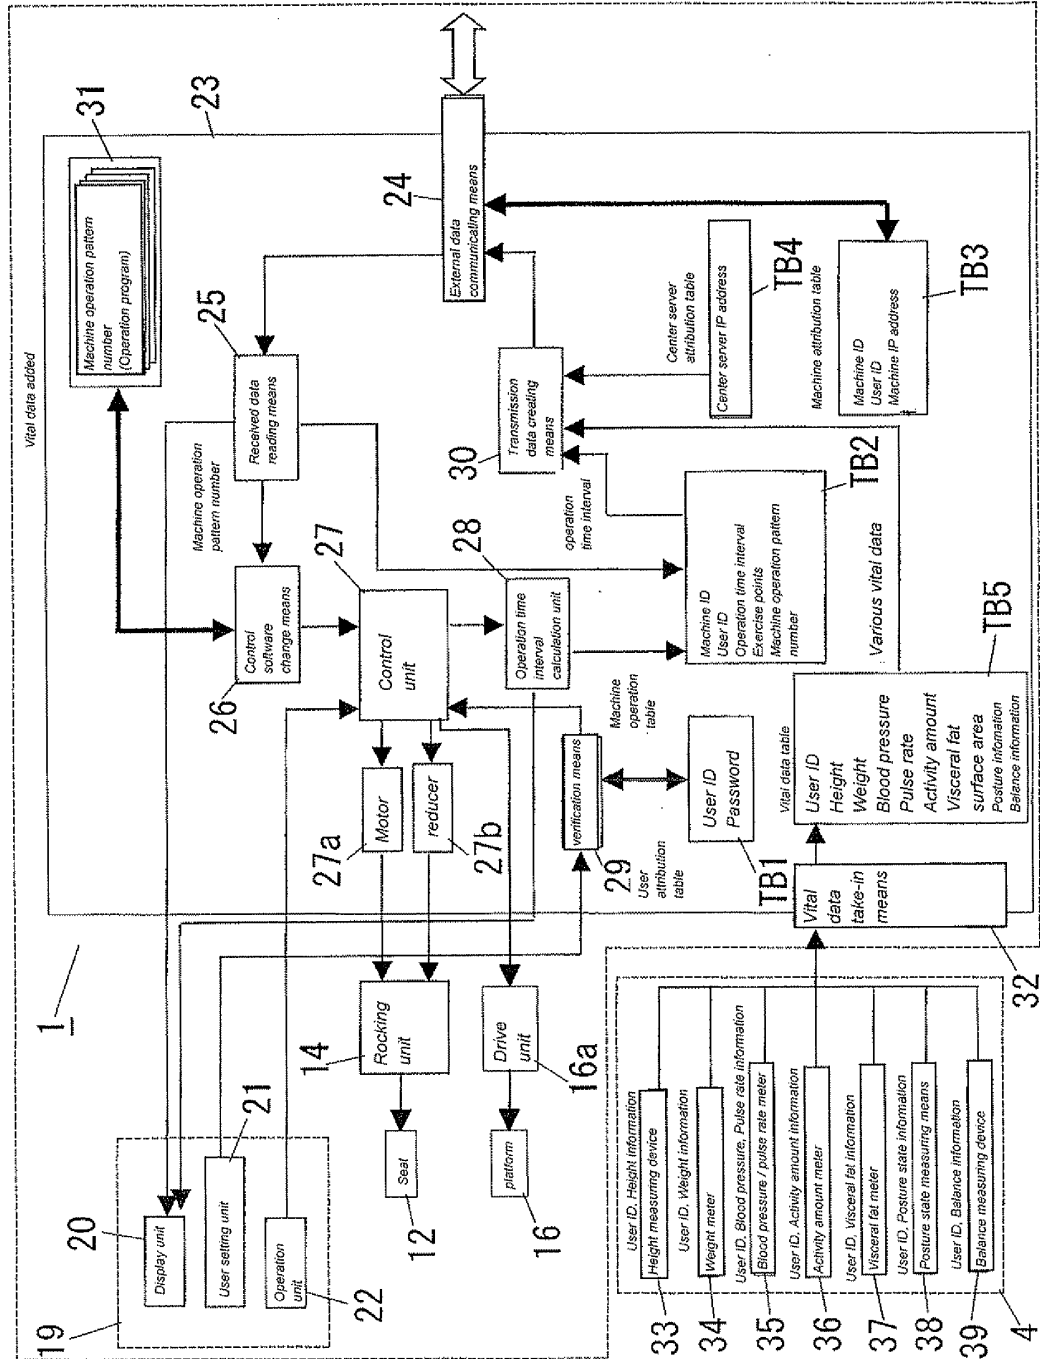 1
Vital data added
23
31
Machine operation pattern
number
(Operation program)
24
External data
communicating means
25
Received data
reading means
Machine operation
pattern number
26
Control
software
change means
27
Control
unit
28
Operation time
interval
calculation unit
30
Transmission
data creating
means
operation
time interval
Center server
attribution table
Center server IP address
TB4
Machine attribution table
Machine ID
User ID
Machine IP address
TB3
Machine ID
User ID
Operation time interval
Exercise points
Machine operation pattern
number
TB2
Machine
operation
table
27a
Motor
reducer
27b
verification means
29
User
attribution
table
User ID
Password
TB1
Various vital data
Vital data table
User ID
Height
Weight
Blood pressure
Pulse rate
Activity amount
Visceral fat
surface area
Posture information
Balance information
TB5
Vital
data
take-in
means
32
14
Rocking
unit
Drive
unit
16a
Seat
12
platform
16
19
20
Display unit
21
User setting unit
Operation
unit
22
User ID, Height information
Height measuring device
33
User ID, Weight information
Weight meter
34
User ID, Blood pressure, Pulse rate information
Blood pressure / pulse rate meter
35
User ID, Activity amount information
Activity amount meter
36
User ID, Visceral fat information
Visceral fat meter
37
User ID, Posture state information
Posture state measuring means
38
User ID, Balance information
Balance measuring device
39
4